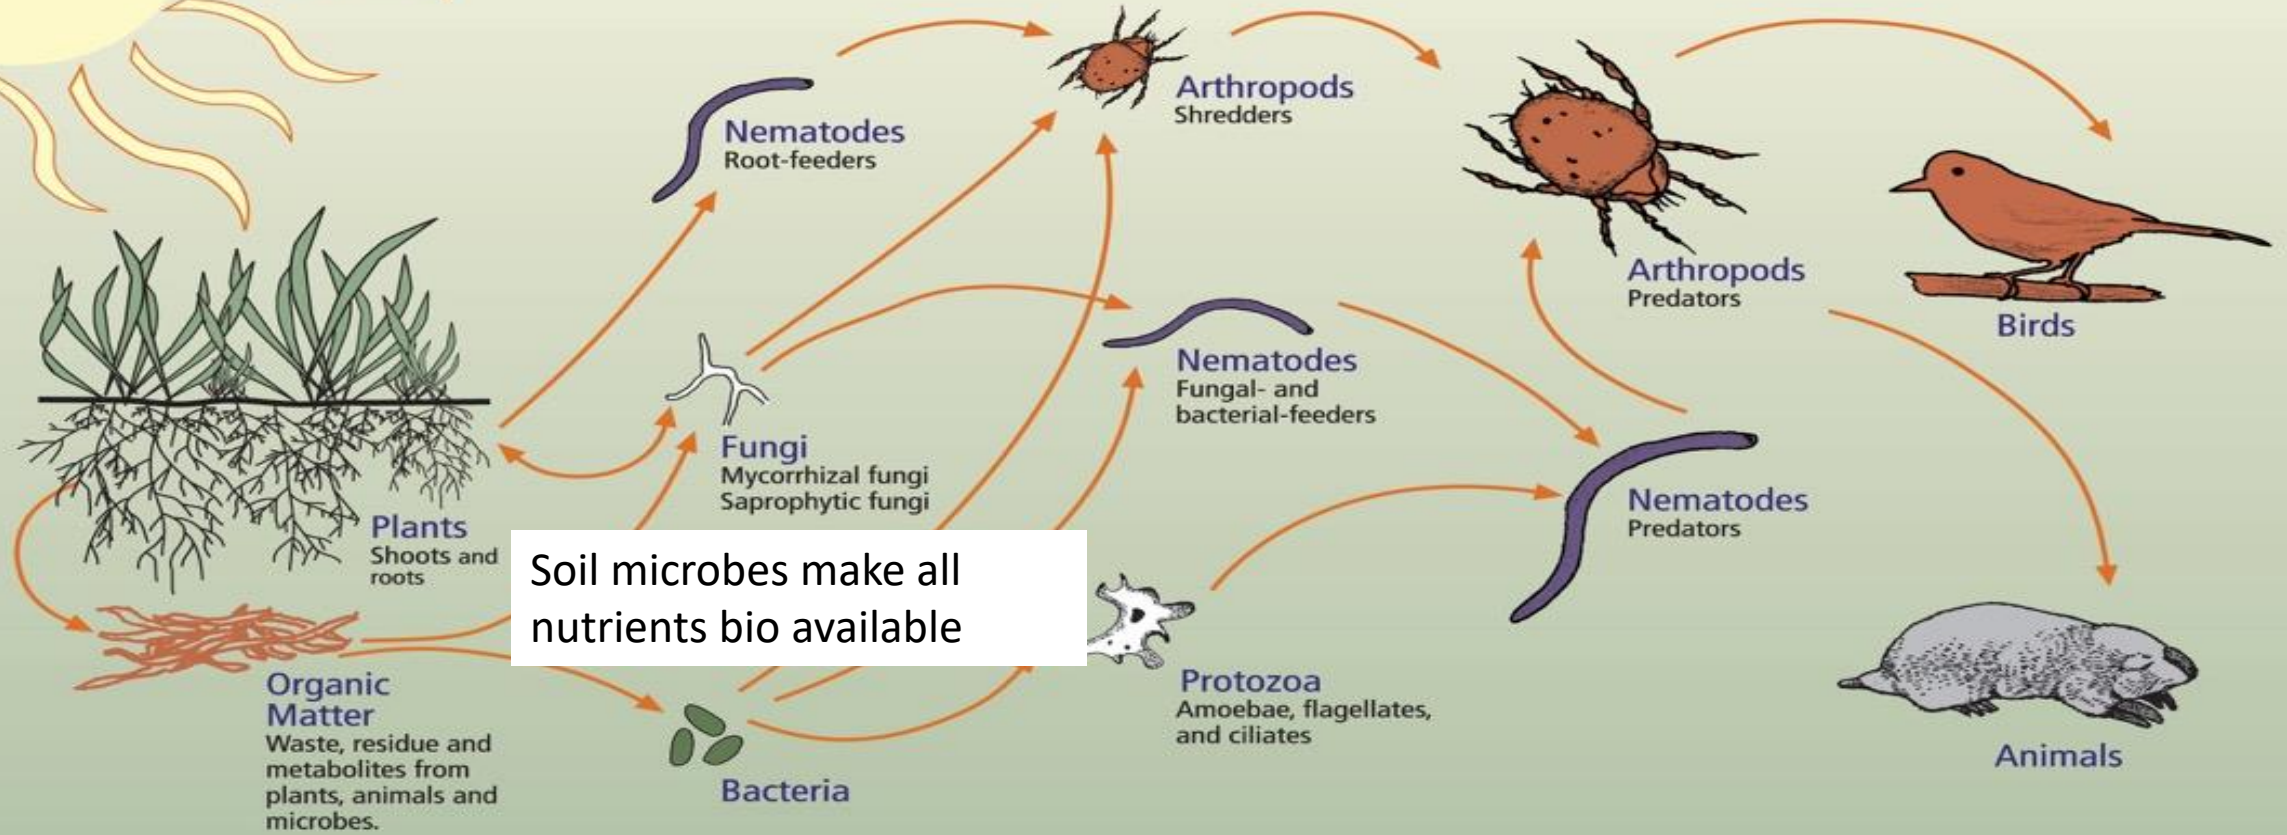 Nematodes
Root-feeders
Arthropods
Shredders
Arthropods
Predators
Birds
Nematodes
Fungal- and
bacterial-feeders
Fungi
Mycorrhizal fungi
Saprophytic fungi
Nematodes
Predators
Plants
Shoots and
roots
Soil microbes make all
nutrients bio available
Organic
Matter
Waste, residue and
metabolites from
plants, animals and
microbes.
Bacteria
Protozoa
Amoebae, flagellates,
and ciliates
Animals